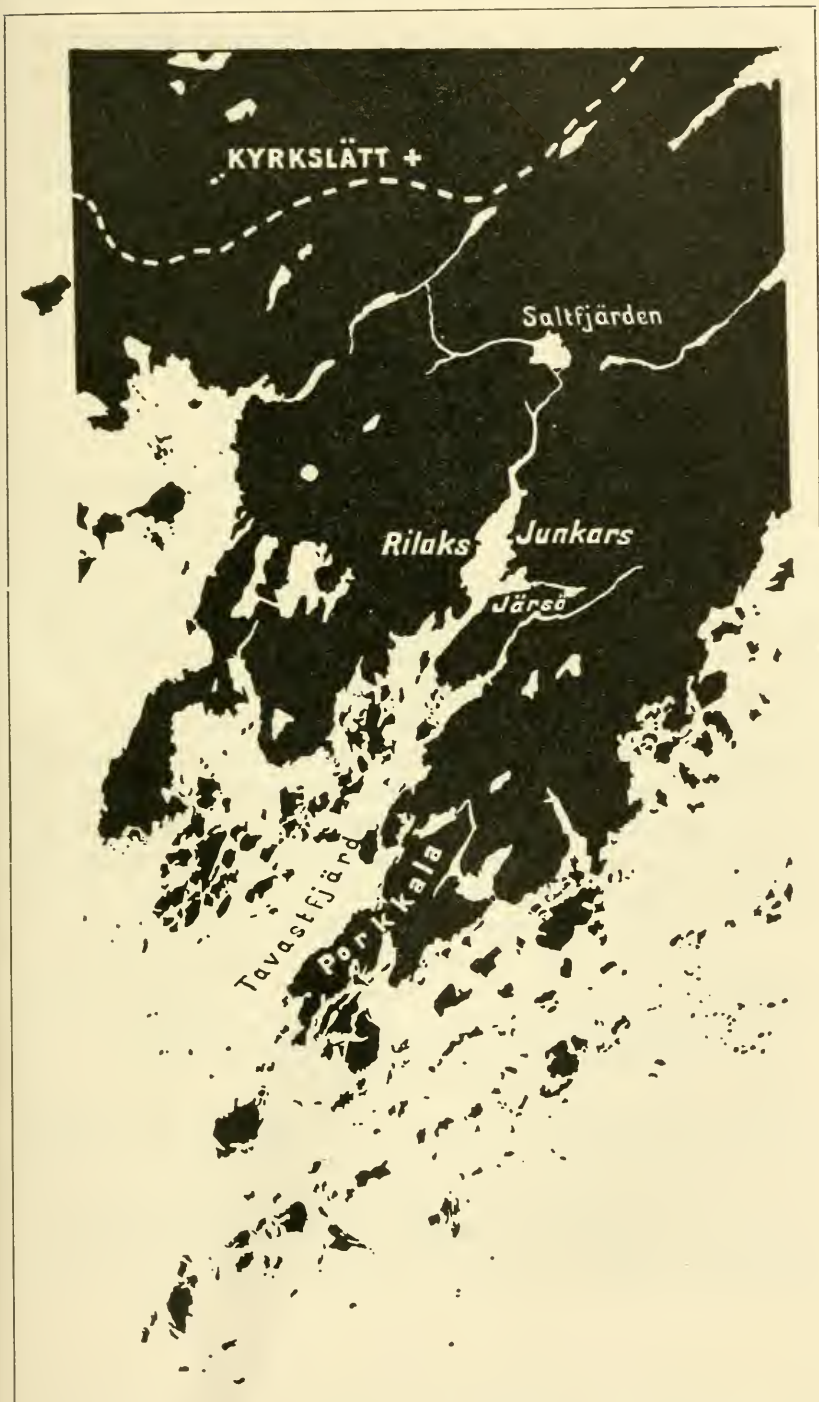 KYRKSLÄTT +
Saltfjärden
Rilaks
Junkars
Järsö
Tavastfjärd
Porkkala